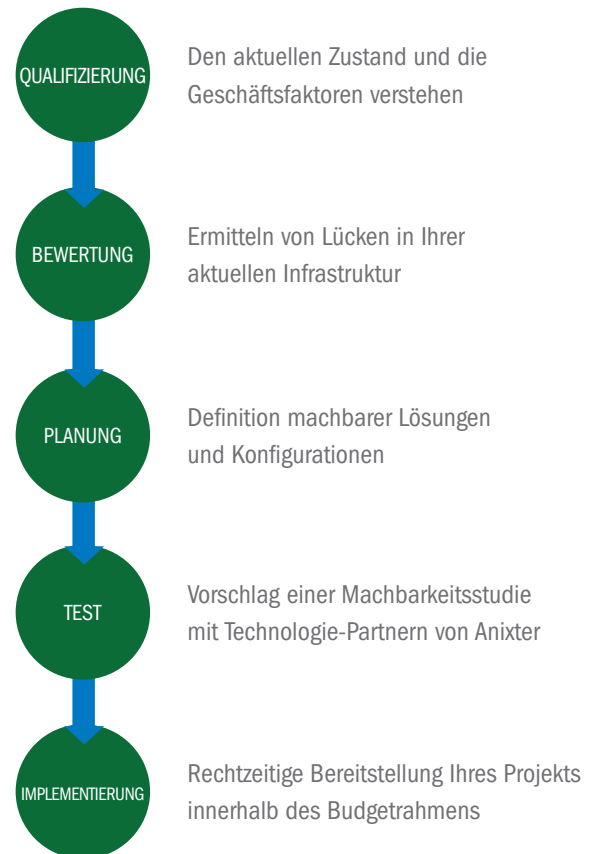 QUALIFIZIERUNG
Den aktuellen Zustand und die
Geschäftsfaktoren verstehen
BEWERTUNG
Ermitteln von Lücken in Ihrer
aktuellen Infrastruktur
PLANUNG
Definition machbarer Lösungen
und Konfigurationen
TEST
Vorschlag einer Machbarkeitsstudie
mit Technologie-Partnern von Anixter
IMPLEMENTIERUNG
Rechtzeitige Bereitstellung Ihres Projekts
innerhalb des Budgetrahmens